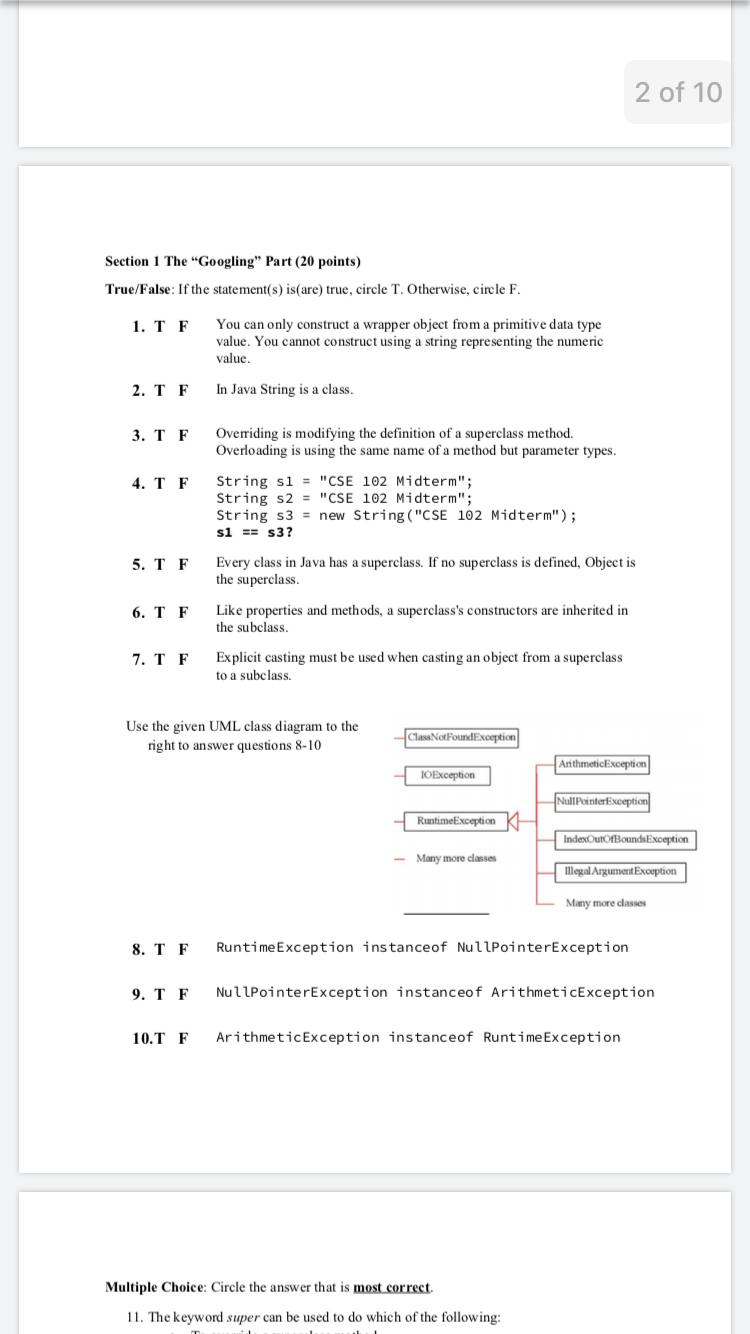 2 of 10
Section 1 The “Googling” Part (20 points)
True/False: If the statement(s) is(are) true, circle T. Otherwise, circle F.
1. T F You can only construct a wrapper object from a primitive data type
value. You cannot construct using a string representing the numeric
value.
2. T F In Java String is a class.
3. T F Overriding is modifying the definition of a superclass method.
Overloading is using the same name of a method but parameter types.
4. T F String s1 = "CSE 102 Midterm";
String s2 = "CSE 102 Midterm";
String s3 = new String("CSE 102 Midterm");
s1 == s3?
5. T F Every class in Java has a superclass. If no superclass is defined, Object is
the superclass.
6. T F Like properties and methods, a superclass's constructors are inherited in
the subclass.
7. T F Explicit casting must be used when casting an object from a superclass
to a subclass.
Use the given UML class diagram to the
right to answer questions 8-10
ClassNotFoundException
IOException
RuntimeException
Many more classes
ArithmeticException
NullPointerException
IndexOutOfBoundsException
IllegalArgumentException
Many more classes
8. T F RuntimeException instanceof NullPointerException
9. T F NullPointerException instanceof ArithmeticException
10.T F ArithmeticException instanceof RuntimeException
Multiple Choice: Circle the answer that is most correct.
11. The keyword super can be used to do which of the following: